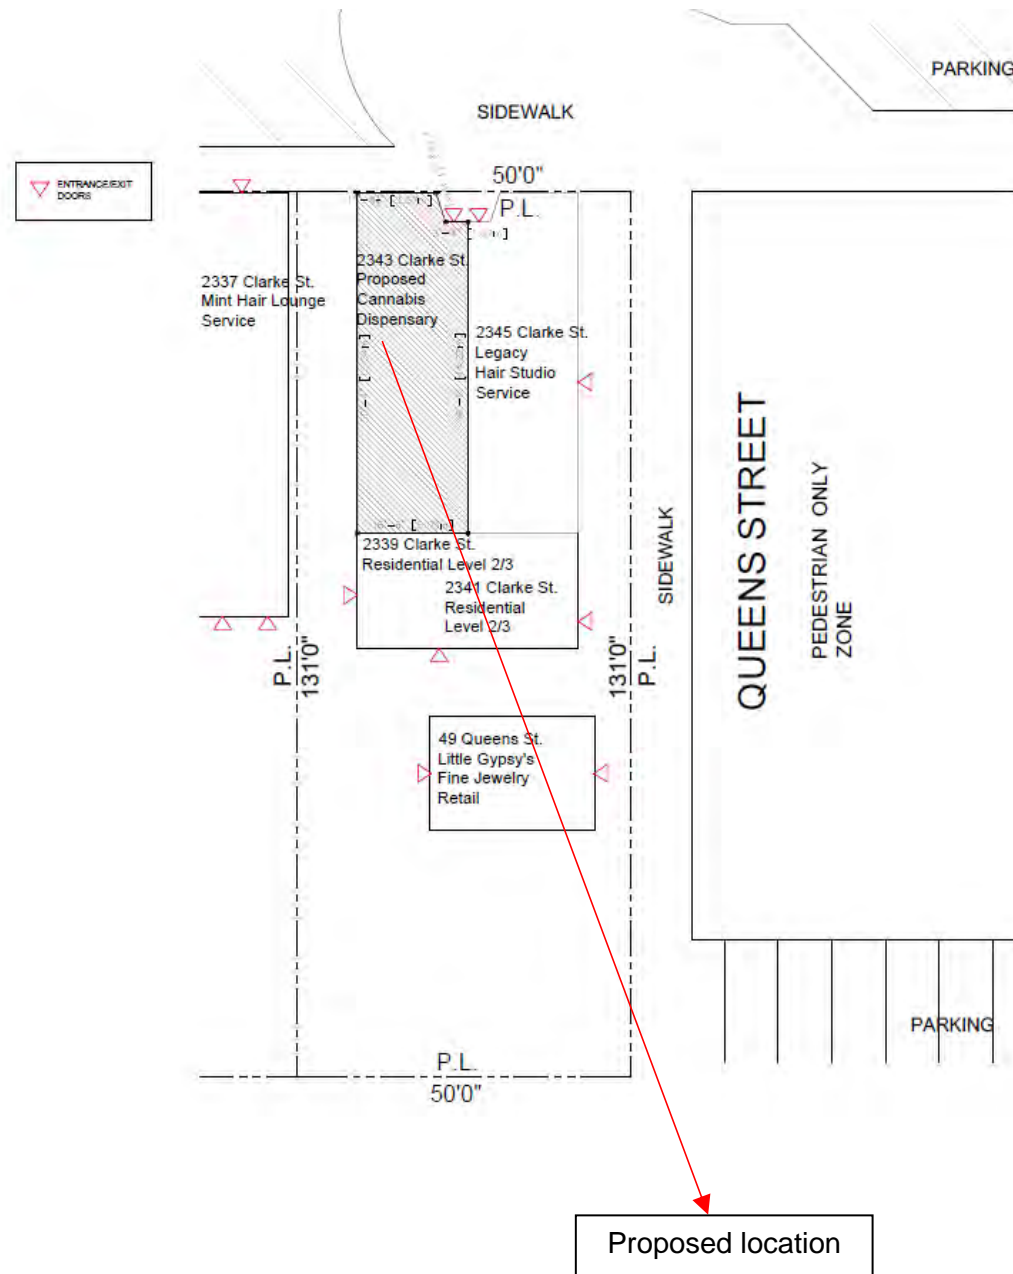 PARKING
SIDEWALK
ENTRANCE/EXIT
DOORS
50'0"
P.L.
2343 Clarke St.
Proposed
Cannabis
Dispensary
2337 Clarke St.
Mint Hair Lounge
Service
2345 Clarke St.
Legacy
Hair Studio
Service
2339 Clarke St.
Residential Level 2/3
2341 Clarke St.
Residential
Level 2/3
SIDEWALK
QUEENS STREET
PEDESTRIAN ONLY
ZONE
P.L.
131'0"
131'0"
P.L.
49 Queens St.
Little Gypsy's
Fine Jewelry
Retail
PARKING
P.L.
50'0"
Proposed location